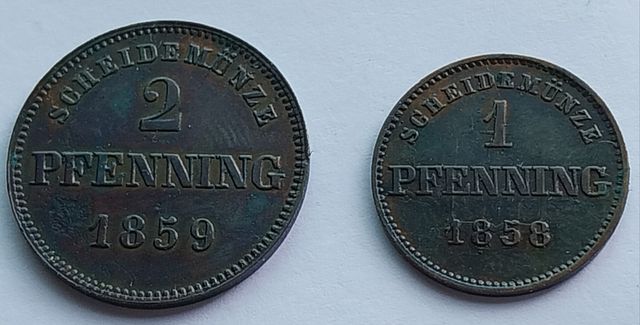 SCHEIDEMÜNZE
2
PFENNING
1859
SCHEIDEMÜNZE
1
PFENNING
1858